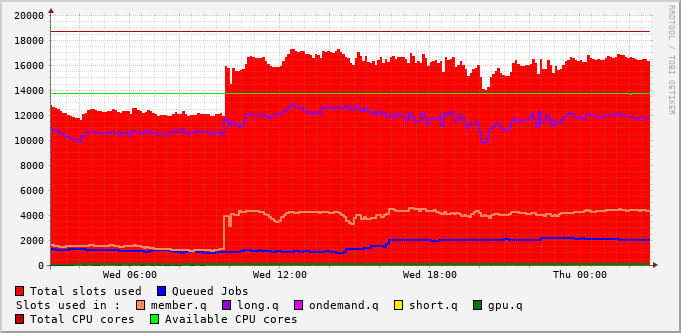 20000
18000
16000
14000
12000
10000
8000
6000
4000
2000
0
Wed 06:00 Wed 12:00 Wed 18:00 Thu 00:00
RRDTOOL / TOBI OETIKER
Total slots used Queued Jobs
Slots used in : member.q long.q ondemand.q short.q gpu.q
Total CPU cores Available CPU cores